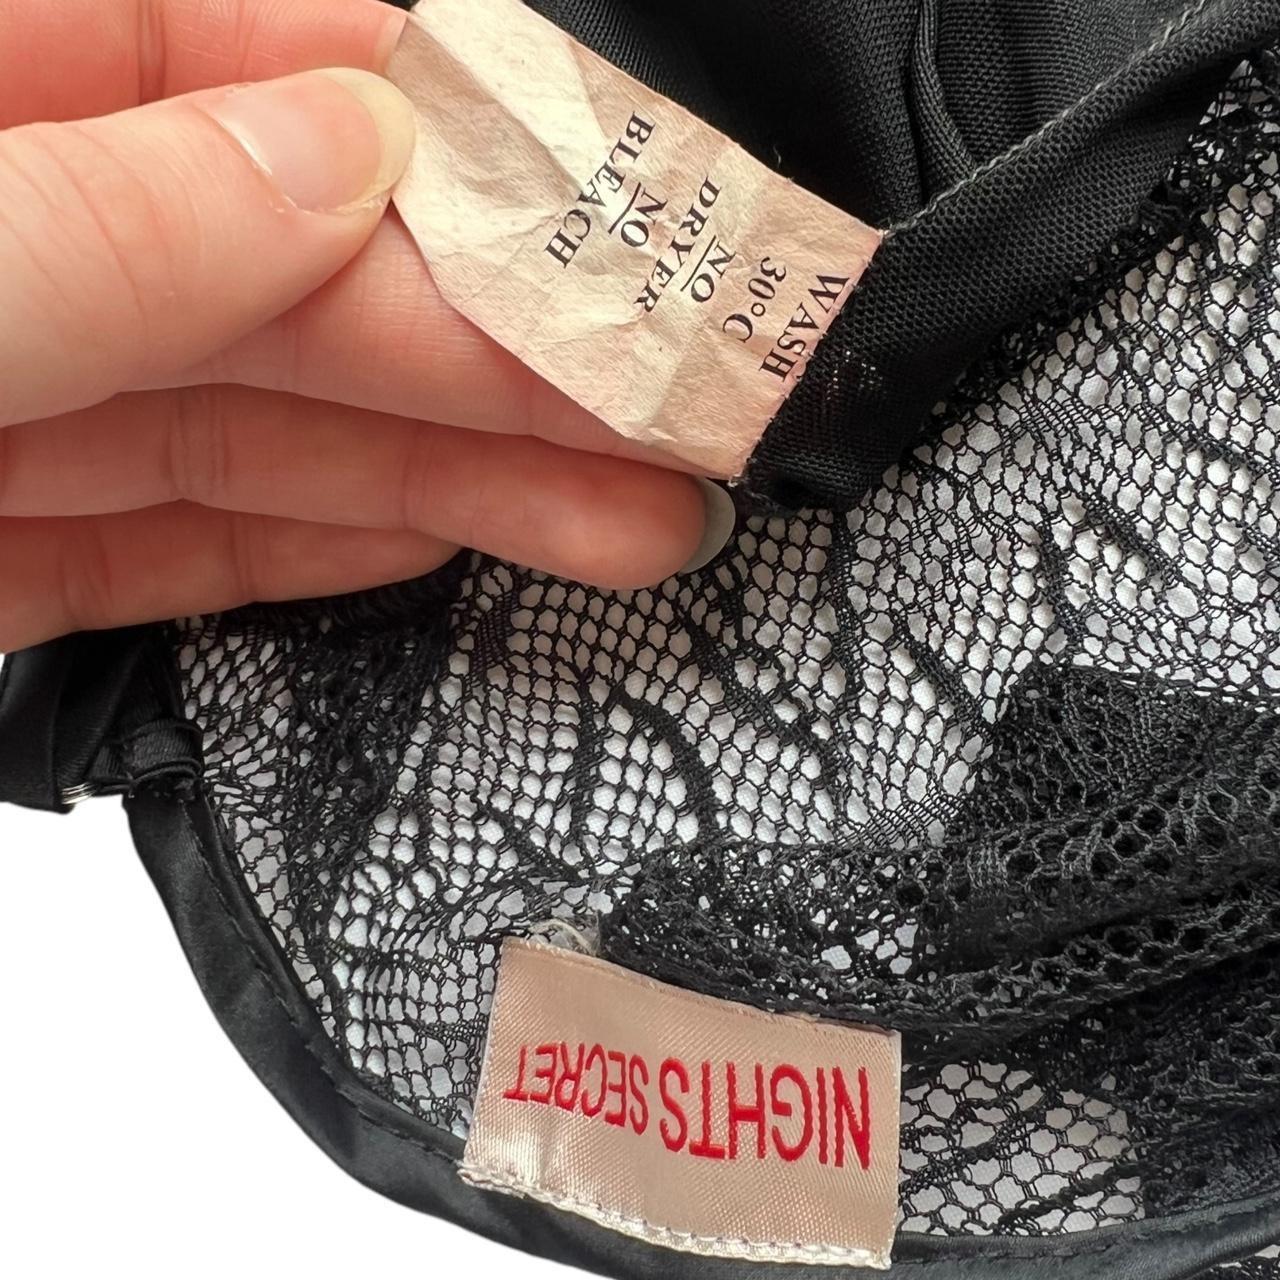 WASH
30°C
NO
DRYER
NO
BLEACH
NIGHTS SECRET